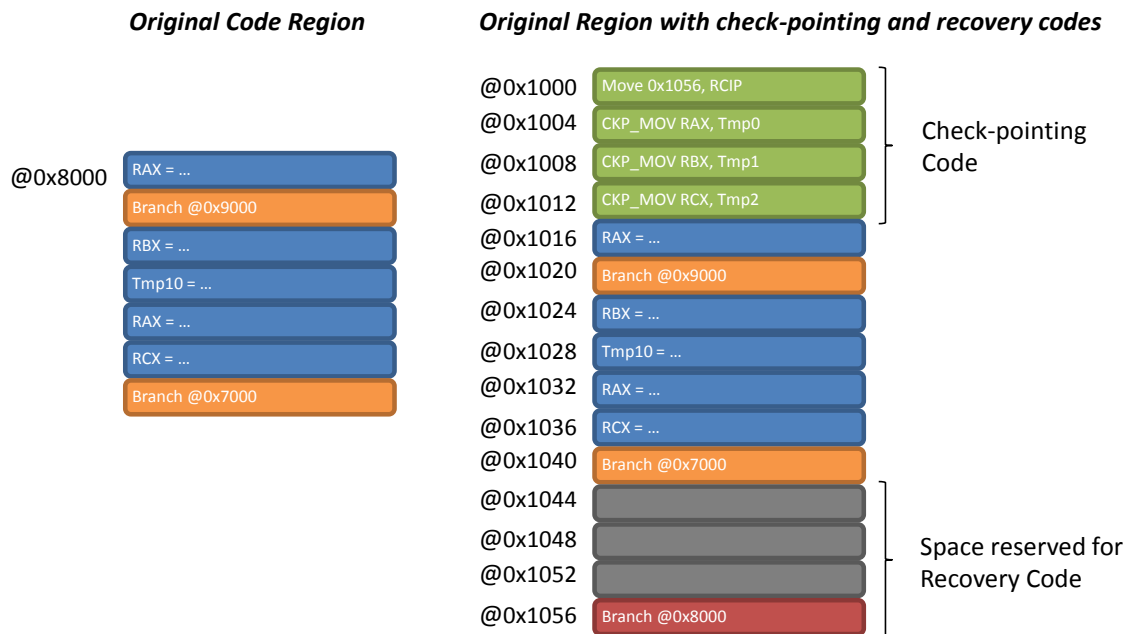 Original Code Region
Original Region with check-pointing and recovery codes
@0x8000
RAX = ...
Branch @0x9000
RBX = ...
Tmp10 = ...
RAX = ...
RCX = ...
Branch @0x7000
@0x1000 Move 0x1056, RCIP
@0x1004 CKP_MOV RAX, Tmp0
@0x1008 CKP_MOV RBX, Tmp1
@0x1012 CKP_MOV RCX, Tmp2
@0x1016 RAX = ...
@0x1020 Branch @0x9000
@0x1024 RBX = ...
@0x1028 Tmp10 = ...
@0x1032 RAX = ...
@0x1036 RCX = ...
@0x1040 Branch @0x7000
@0x1044
@0x1048
@0x1052
@0x1056 Branch @0x8000
Check-pointing
Code
Space reserved for
Recovery Code